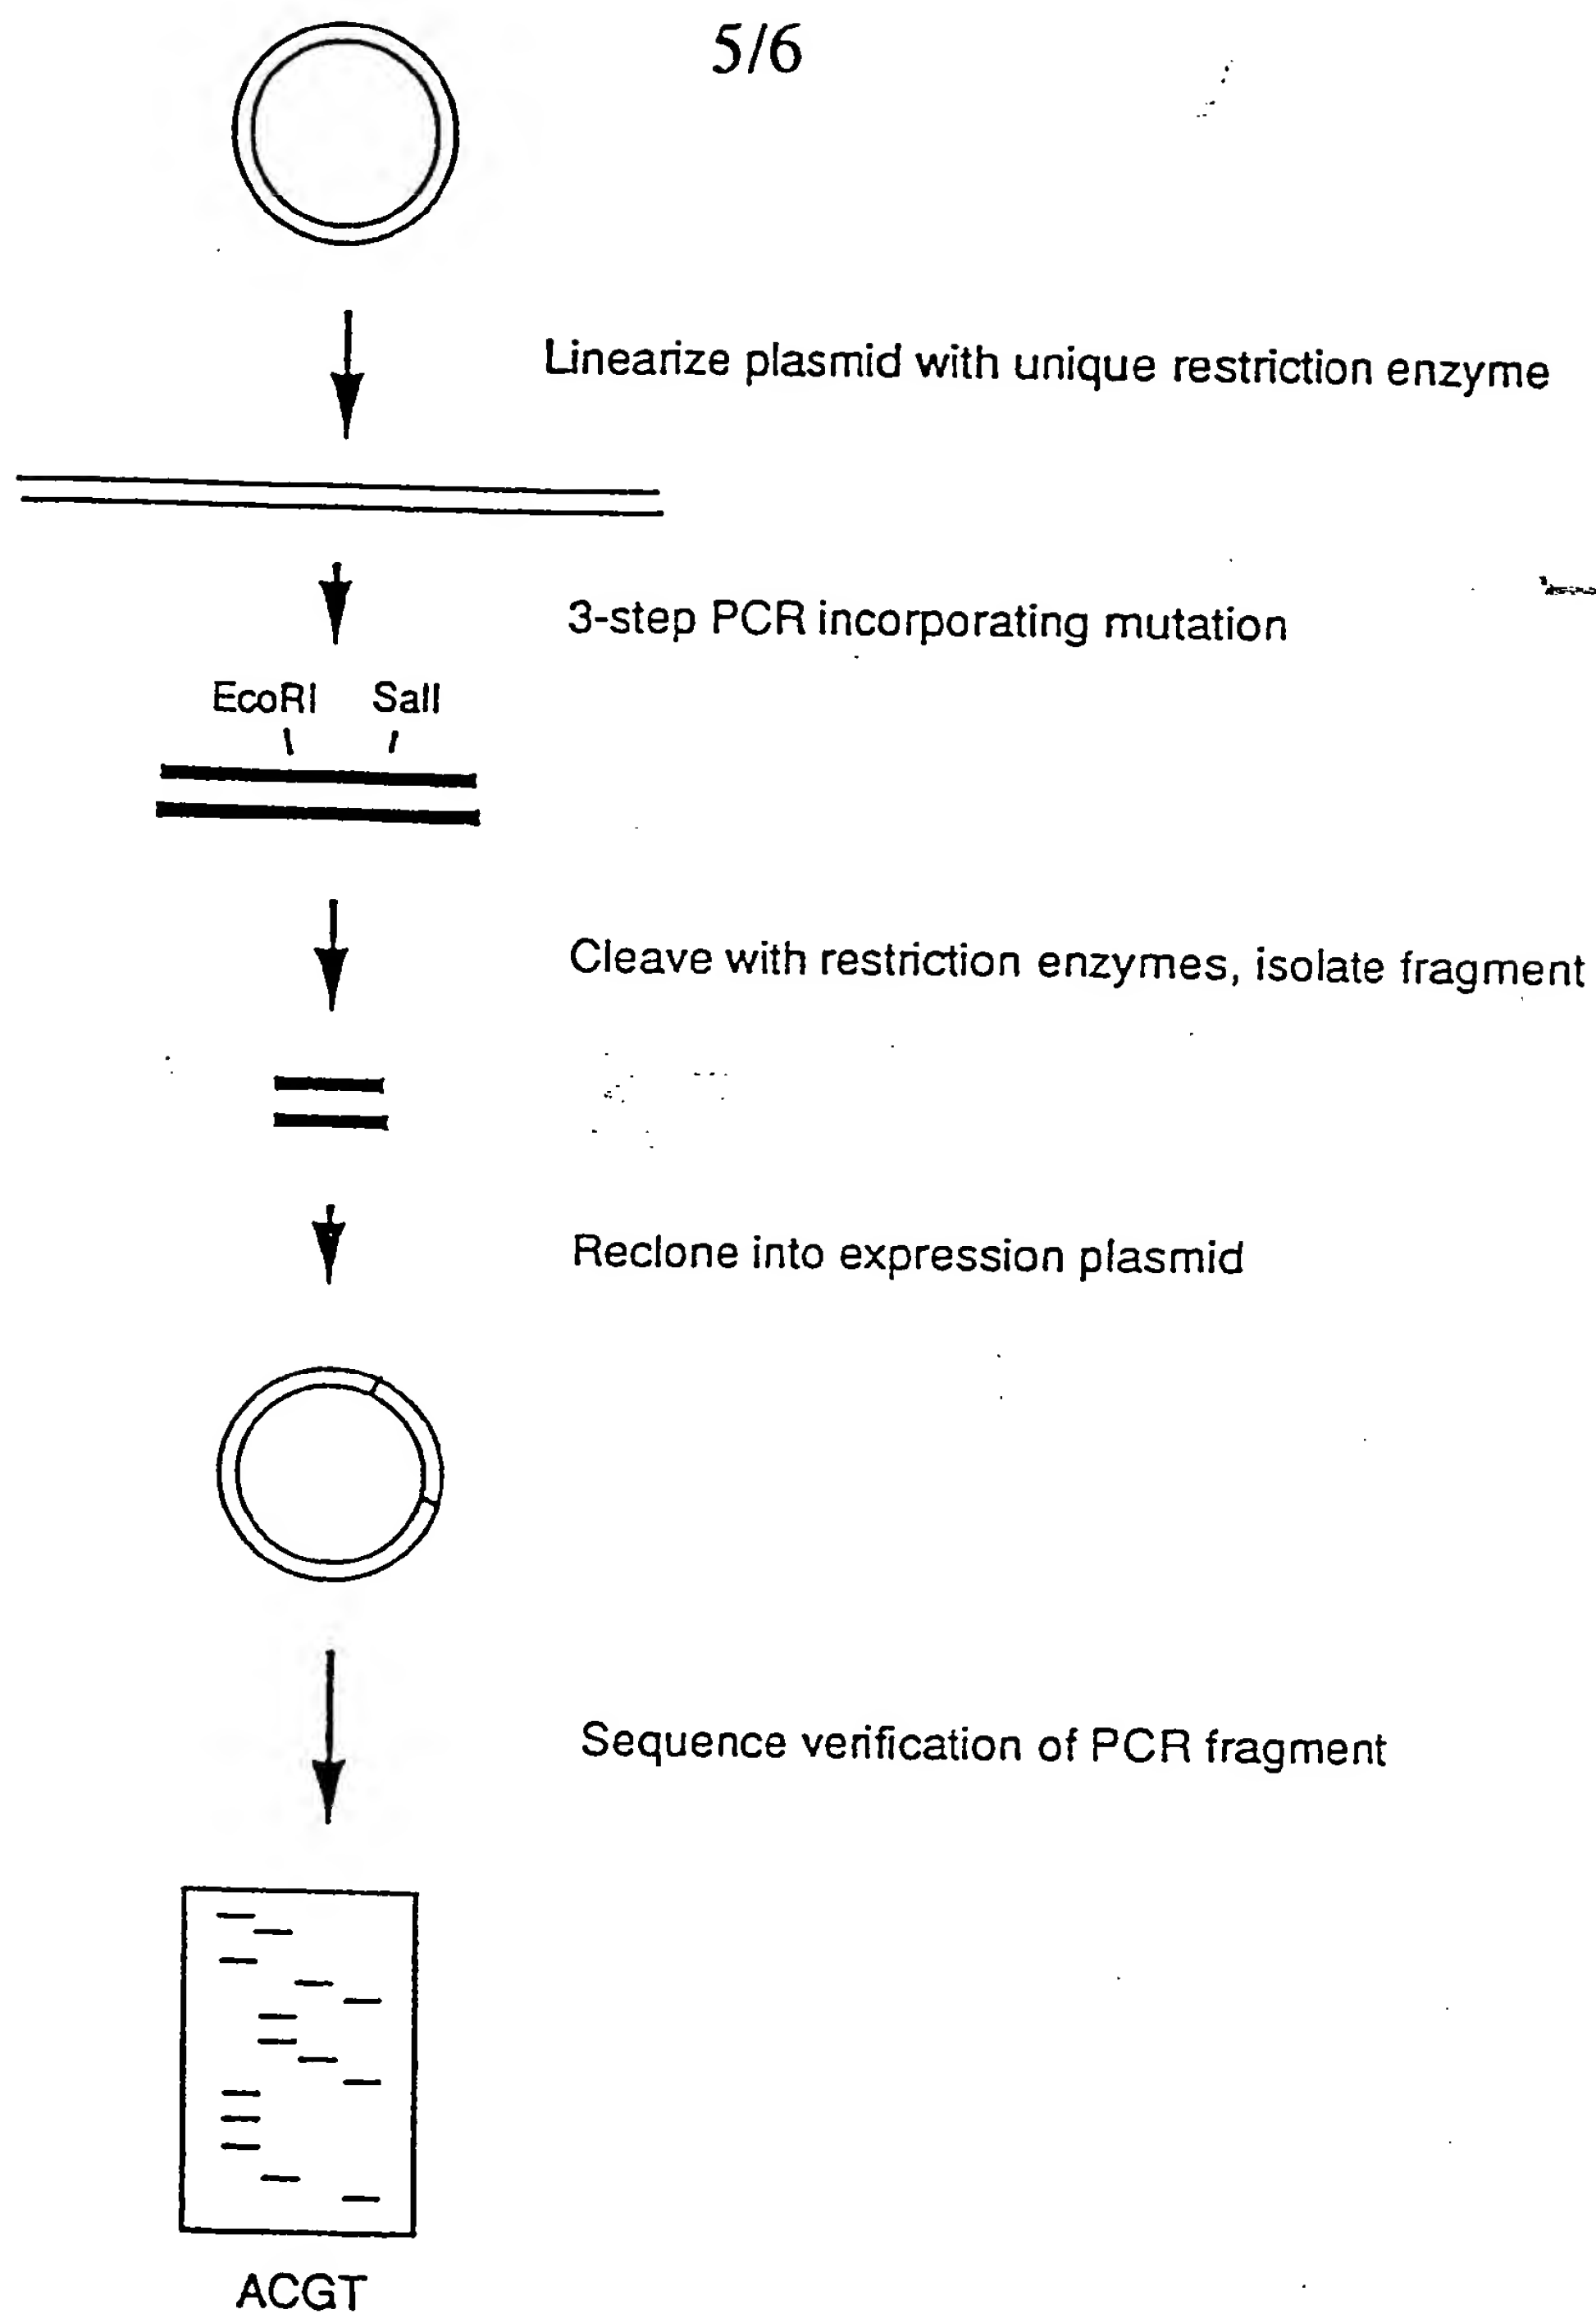 5/6
Linearize plasmid with unique restriction enzyme
3-step PCR incorporating mutation
EcoRI SalI
Cleave with restriction enzymes, isolate fragment
Reclone into expression plasmid
Sequence verification of PCR fragment
ACGT